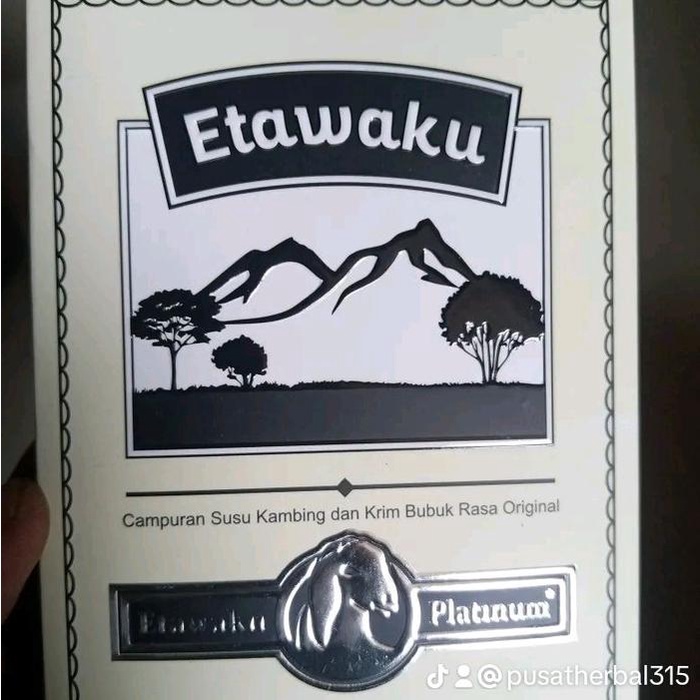 Etawaku
Campuran Susu Kambing dan Krim Bubuk Rasa Original
Etawaku Platinum®
@pusatherbal315